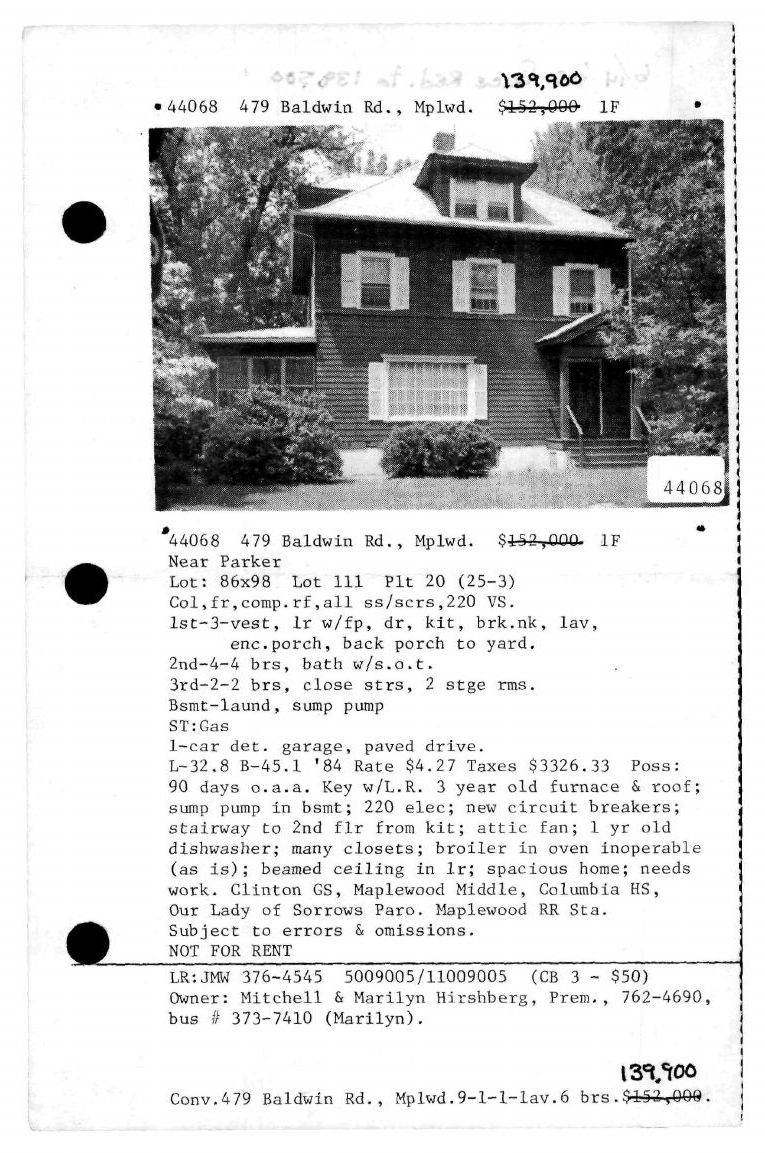 139,900
44068 479 Baldwin Rd., Mplwd. $152,000 1F
44068
44068 479 Baldwin Rd., Mplwd. $152,000 1F
Near Parker
Lot: 86x98 Lot 111 Plt 20 (25-3)
Col,fr,comp.rf,all ss/scrs,220 VS.
1st-3-vest, lr w/fp, dr, kit, brk.nk, lav,
enc.porch, back porch to yard.
2nd-4-4 brs, bath w/s.o.t.
3rd-2-2 brs, close strs, 2 stge rms.
Bsmt-laund, sump pump
ST:Gas
1-car det. garage, paved drive.
L-32.8 B-45.1 '84 Rate $4.27 Taxes $3326.33 Poss:
90 days o.a.a. Key w/L.R. 3 year old furnace & roof;
sump pump in bsmt; 220 elec; new circuit breakers;
stairway to 2nd flr from kit; attic fan; 1 yr old
dishwasher; many closets; broiler in oven inoperable
(as is); beamed ceiling in lr; spacious home; needs
work. Clinton GS, Maplewood Middle, Columbia HS,
Our Lady of Sorrows Paro. Maplewood RR Sta.
Subject to errors & omissions.
NOT FOR RENT
LR:JMW 376-4545 5009005/11009005 (CB 3 - $50)
Owner: Mitchell & Marilyn Hirshberg, Prem., 762-4690,
bus # 373-7410 (Marilyn).
139,900
Conv.479 Baldwin Rd., Mplwd.9-1-1-lav.6 brs.$152,000.